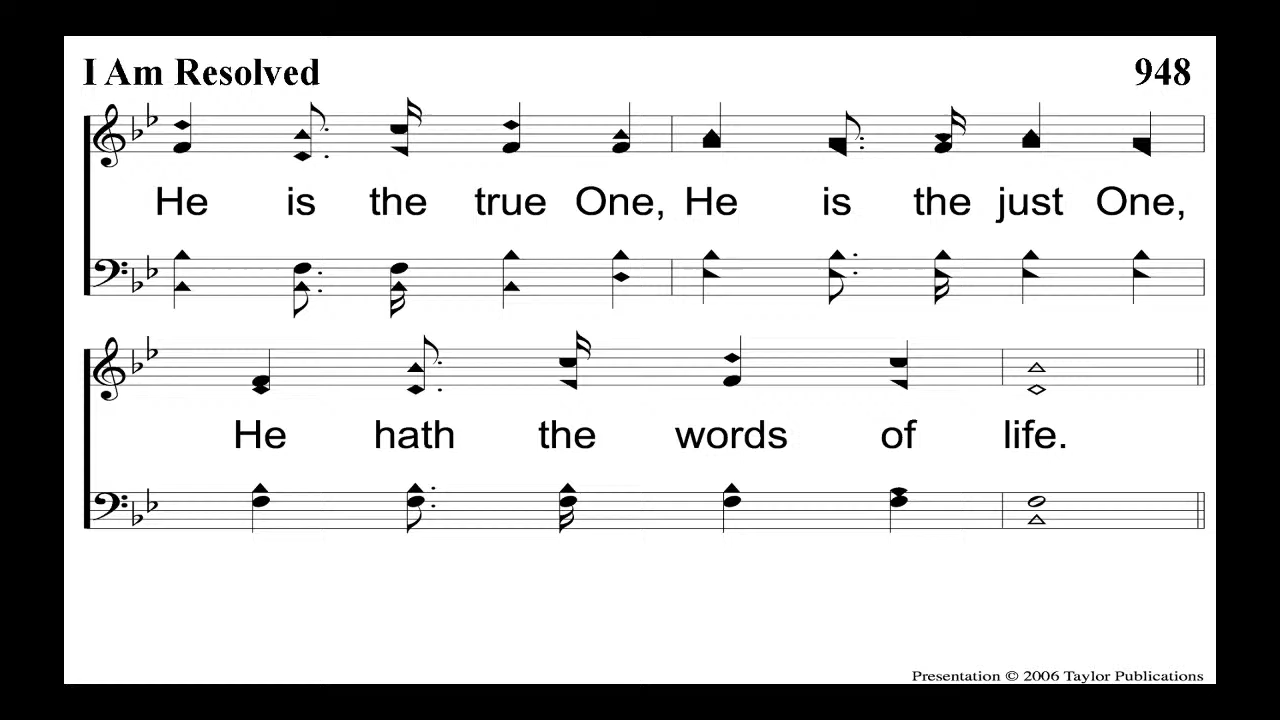 I Am Resolved 948
He is the true One, He is the just One,
He hath the words of life.
Presentation © 2006 Taylor Publications